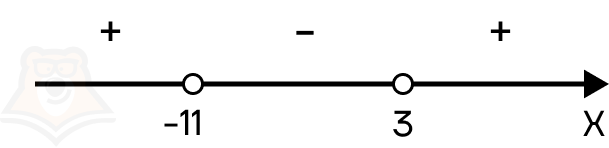 + – +
-11 3 X